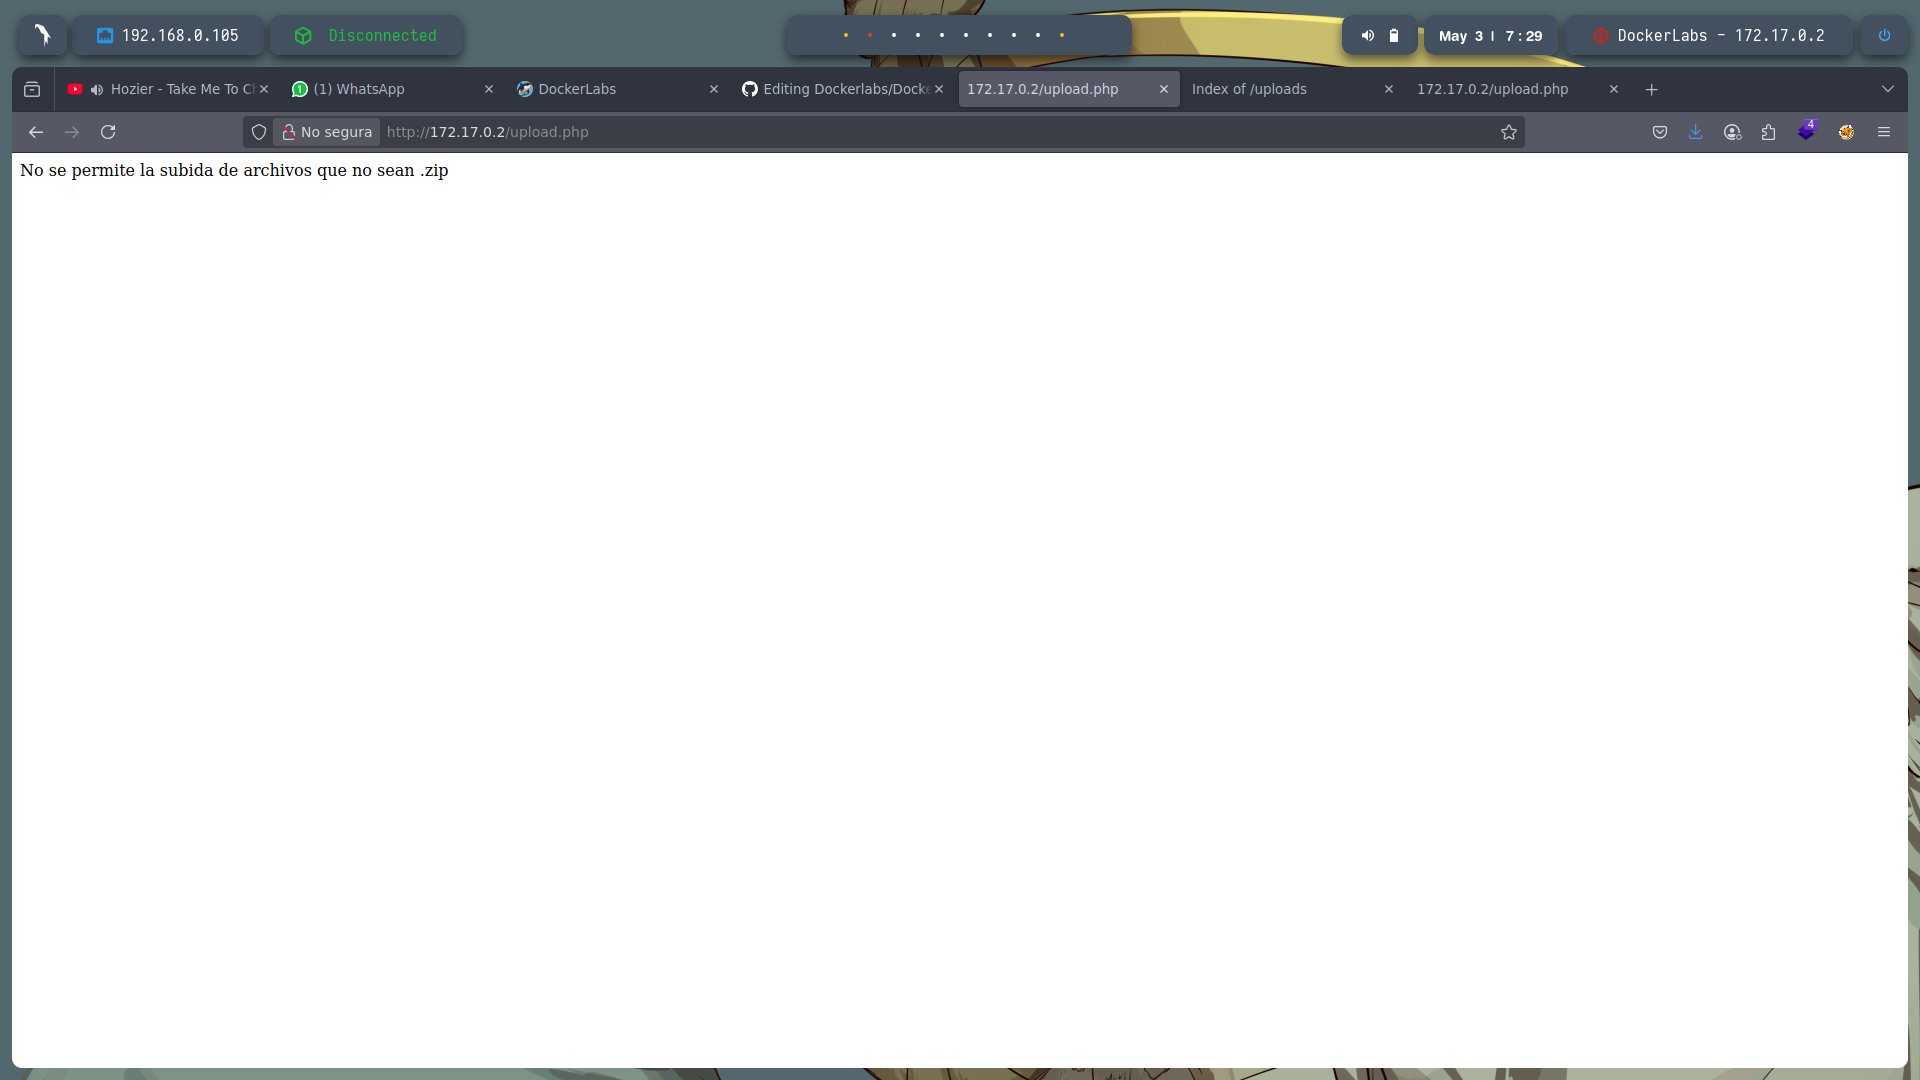 192.168.0.105
Disconnected
May 3 | 7:29
DockerLabs - 172.17.0.2
Hozier - Take Me To C
(1) WhatsApp
DockerLabs
Editing Dockerlabs/Docke
172.17.0.2/upload.php
Index of /uploads
172.17.0.2/upload.php
No segura
http://172.17.0.2/upload.php
4
No se permite la subida de archivos que no sean .zip